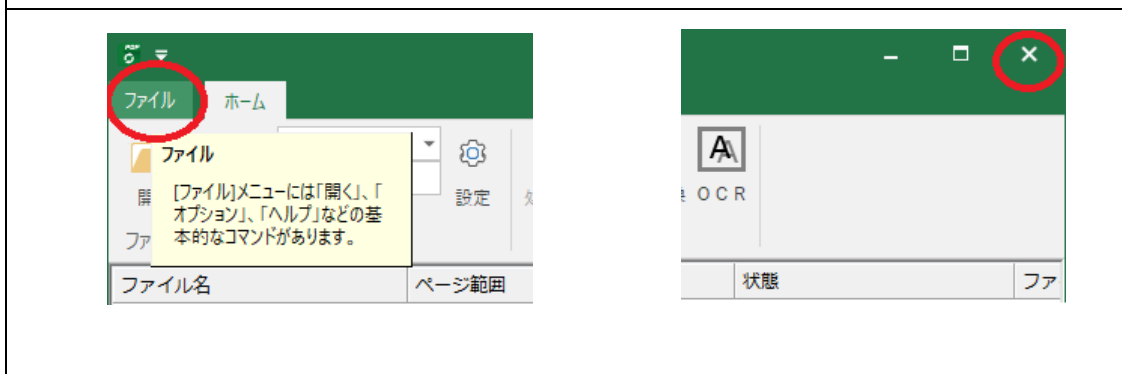 ファイル ホーム
ファイル
[ファイル]メニューには「開く」、「
オプション」、「ヘルプ」などの基
本的なコマンドがあります。
開
設定
ファ
ファイル名 ページ範囲
OCR
状態 ファ